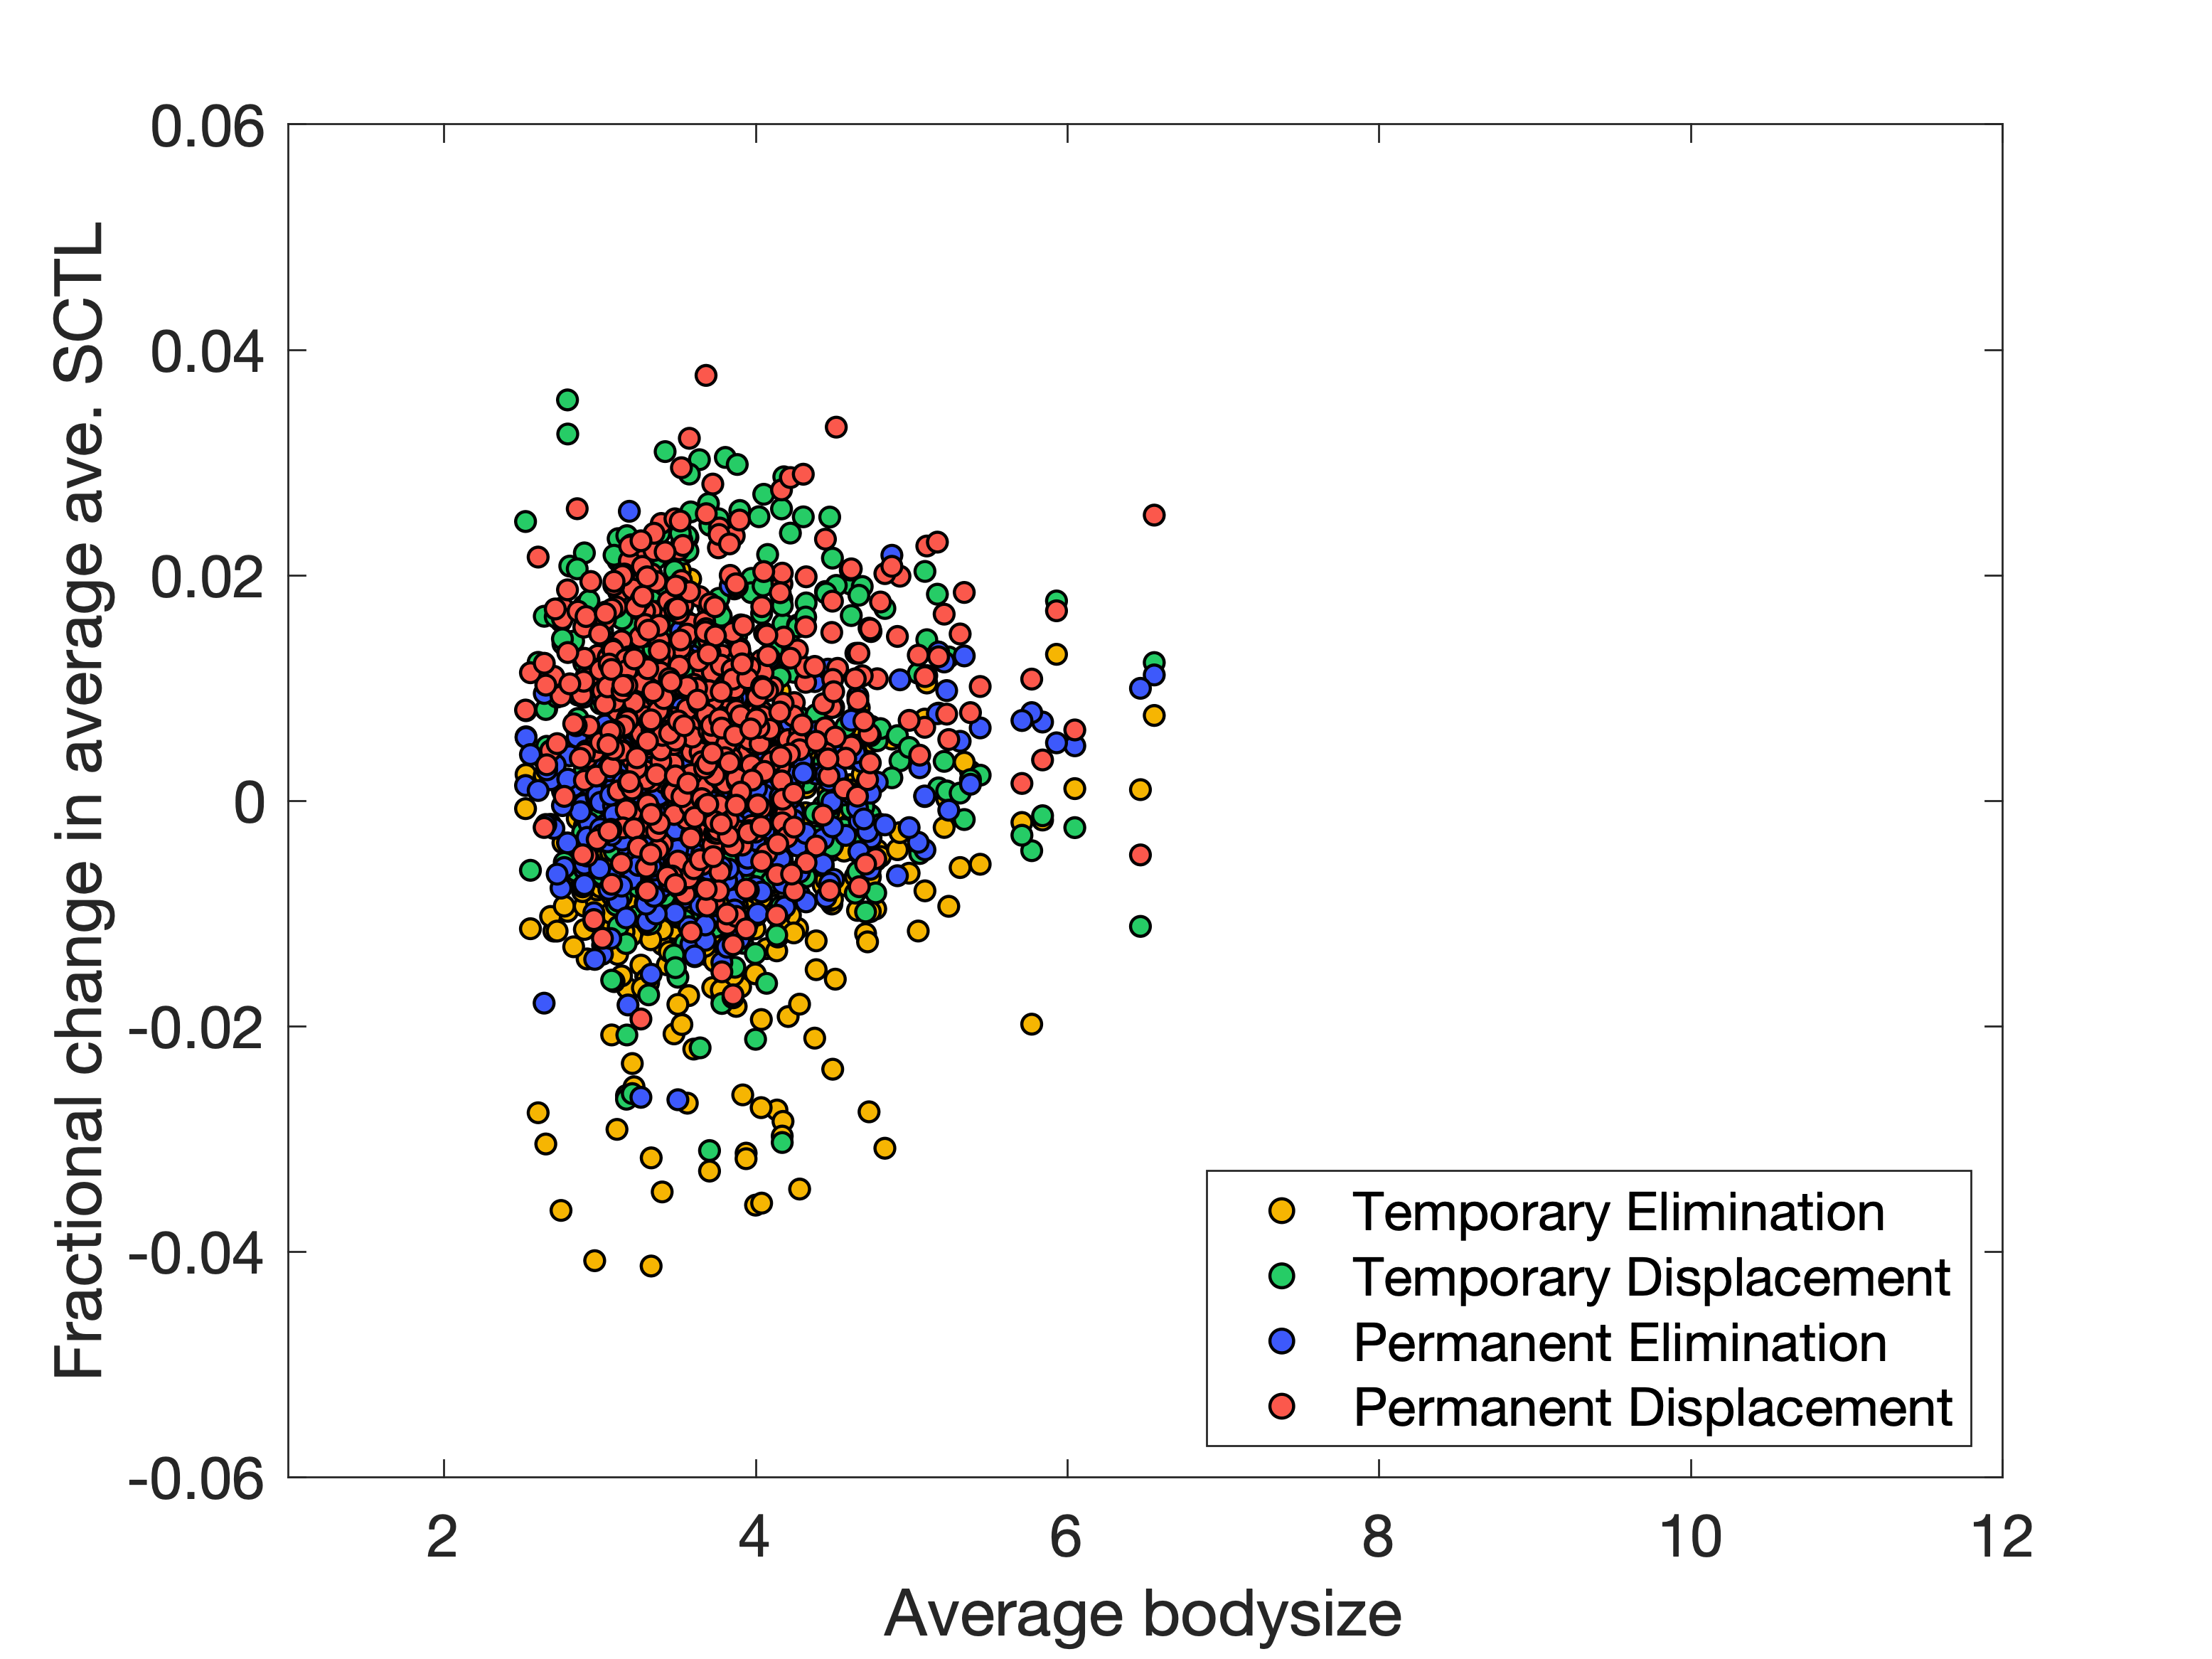 0.06
0.04
0.02
0
-0.02
-0.04
-0.06
Fractional change in average ave. SCTL
2 4 6 8 10 12
Average bodysize
Temporary Elimination
Temporary Displacement
Permanent Elimination
Permanent Displacement